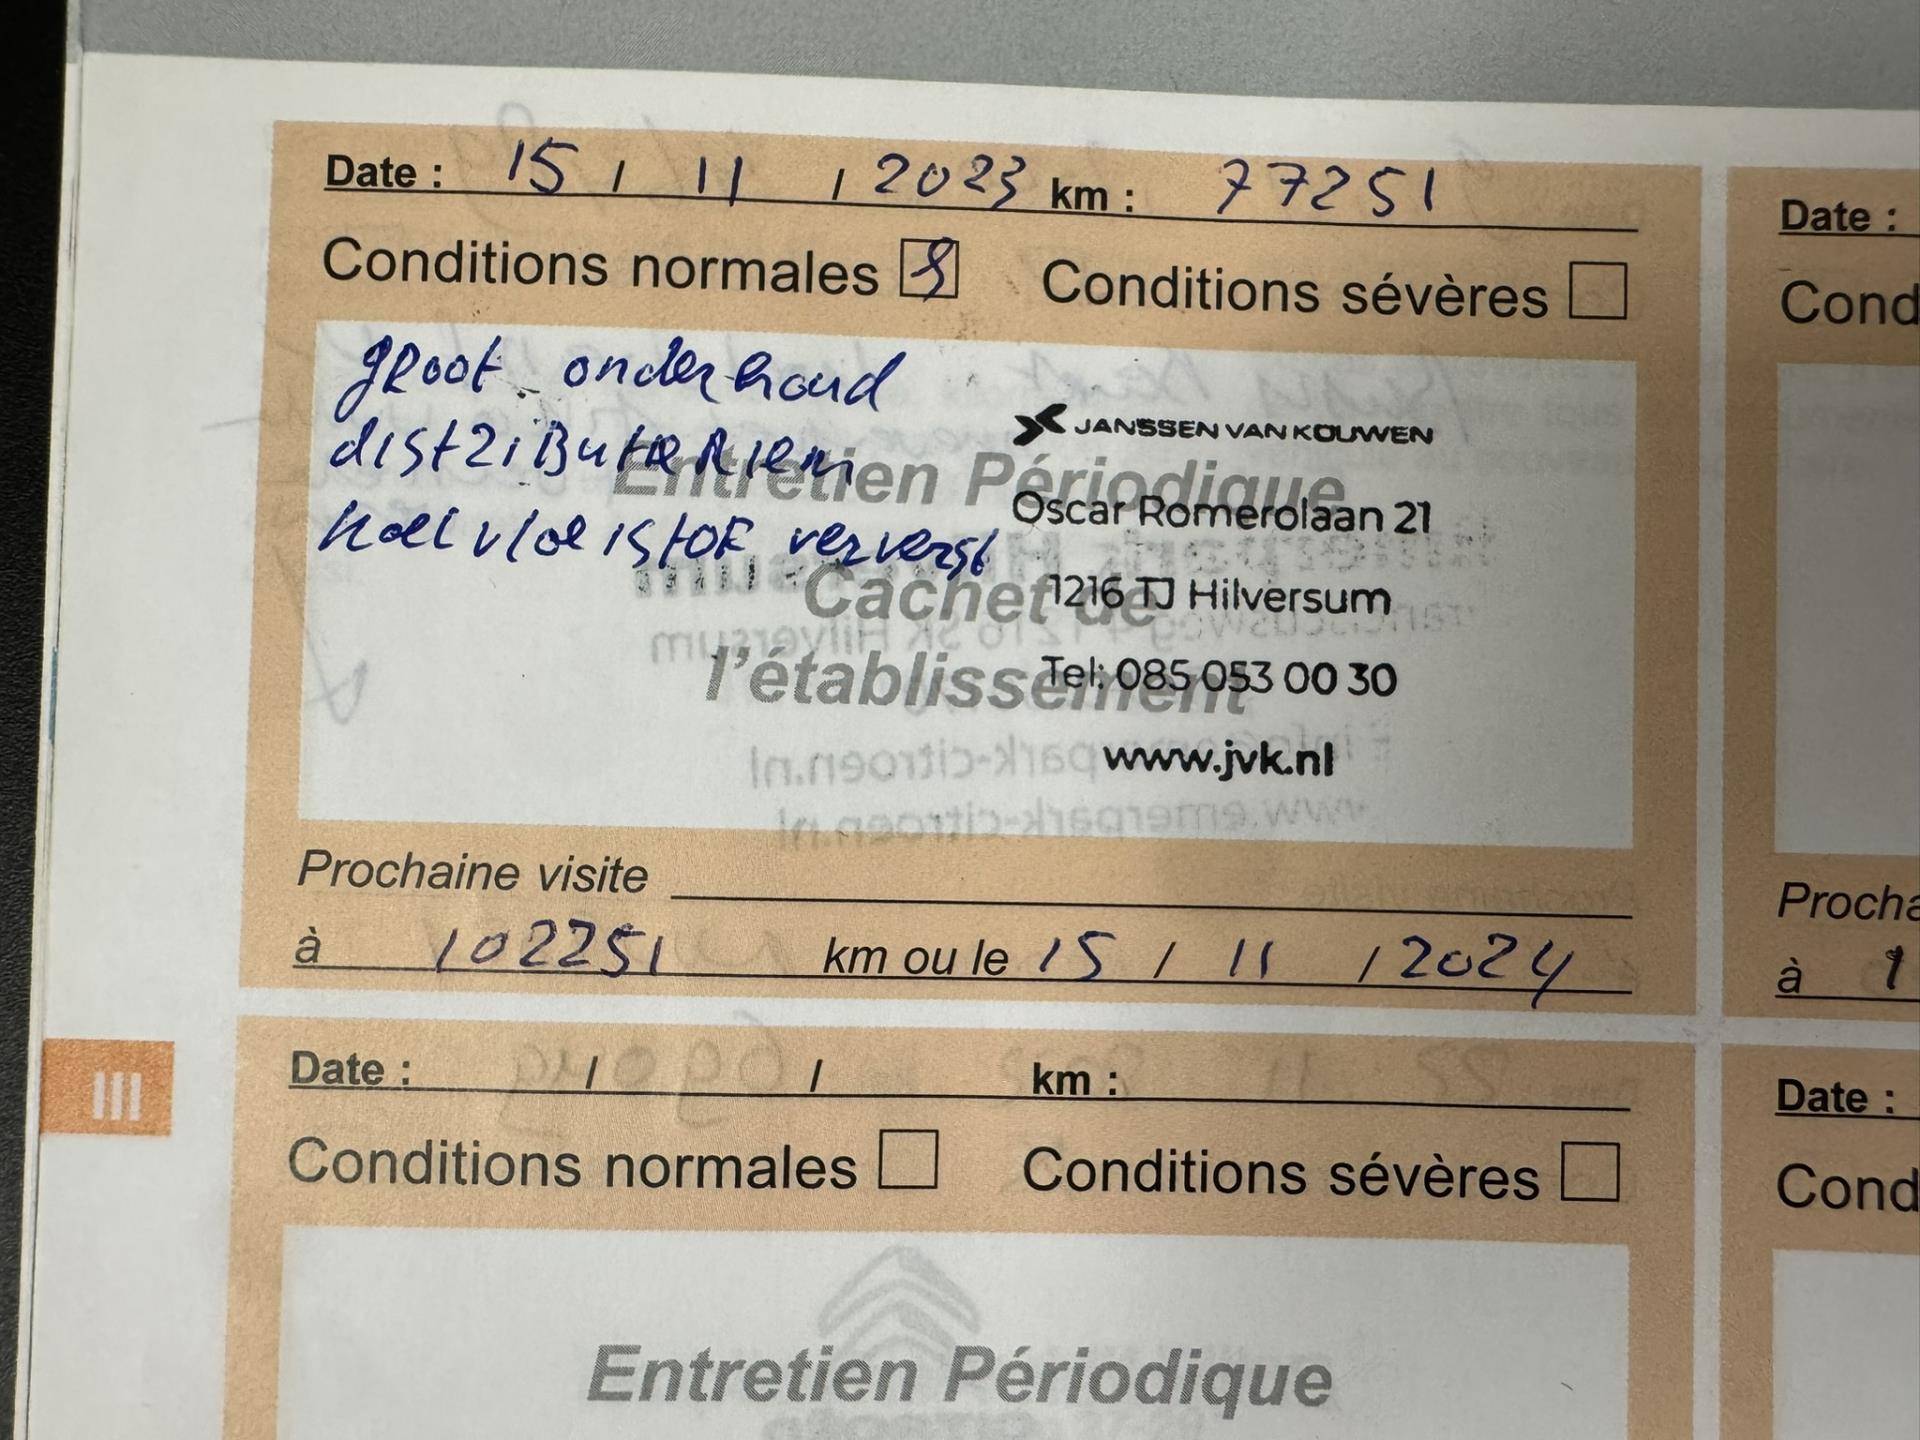 Date : 15 / 11 / 2023 km : 77251
Conditions normales Conditions sévères
groot onderhoud
distributieriem
koelvloeistof ververst
JANSSEN VAN KOUWEN
Oscar Romerolaan 21
1216 TJ Hilversum
Tel: 085 053 00 30
www.jvk.nl
Entretien Périodique
Cachet de
l'établissement
Prochaine visite
à 102251 km ou le 15 / 11 / 2024
III
Date : / / km :
Conditions normales Conditions sévères
Entretien Périodique
Date :
Cond
Procha
à 1
Date :
Cond